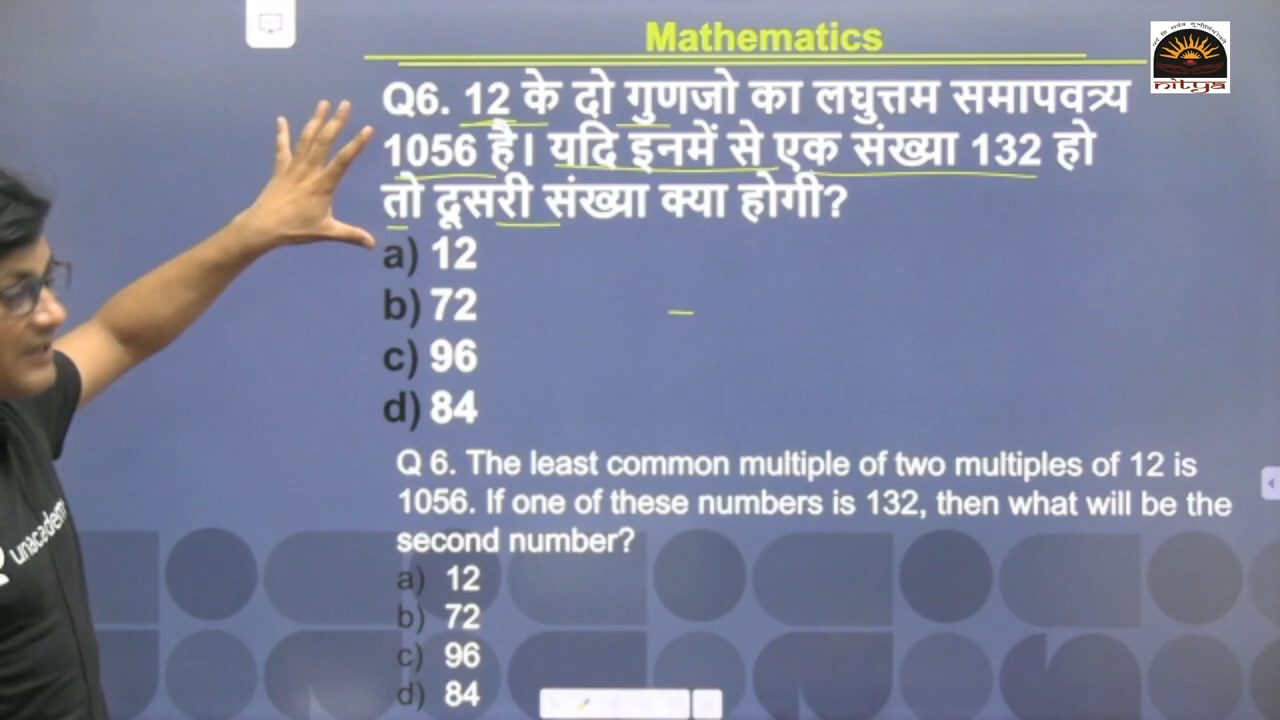 Mathematics
Q6. 12 के दो गुणजो का लघुत्तम समापवत्र्य
1056 है। यदि इनमें से एक संख्या 132 हो
तो दूसरी संख्या क्या होगी?
a) 12
b) 72
c) 96
d) 84
Q 6. The least common multiple of two multiples of 12 is
1056. If one of these numbers is 132, then what will be the
second number?
a) 12
b) 72
c) 96
d) 84
nitya
unacadem